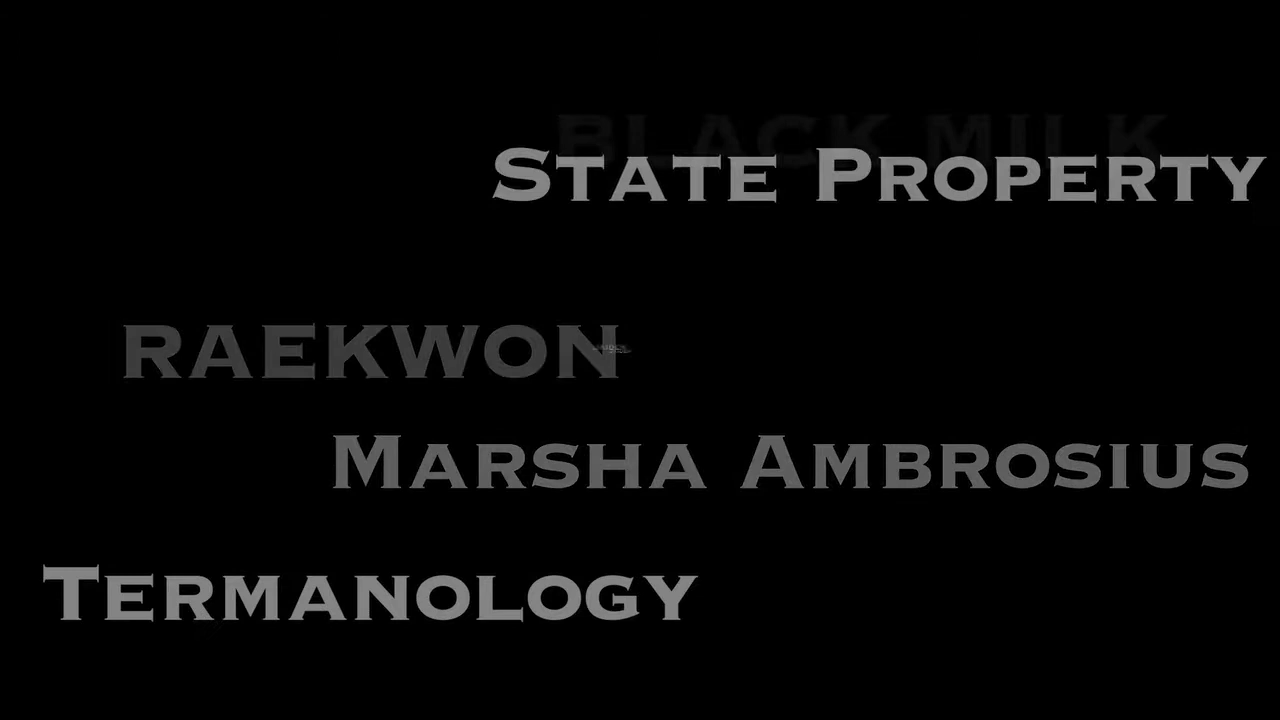 BLACK MILK
STATE PROPERTY
RAEKWON
MARSHA AMBROSIUS
TERMANOLOGY